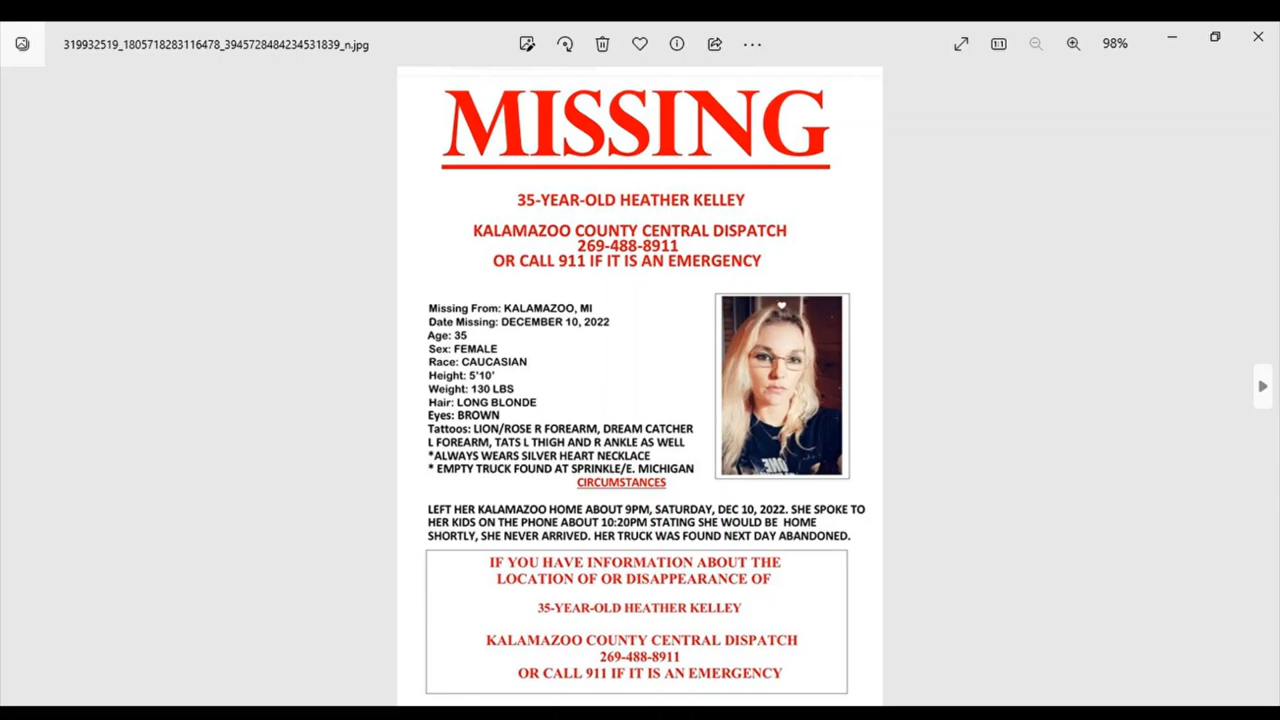 319932519_1805718283116478_3945728484234531839_n.jpg
1:1
98%
MISSING
35-YEAR-OLD HEATHER KELLEY
KALAMAZOO COUNTY CENTRAL DISPATCH
269-488-8911
OR CALL 911 IF IT IS AN EMERGENCY
Missing From: KALAMAZOO, MI
Date Missing: DECEMBER 10, 2022
Age: 35
Sex: FEMALE
Race: CAUCASIAN
Height: 5'10'
Weight: 130 LBS
Hair: LONG BLONDE
Eyes: BROWN
Tattoos: LION/ROSE R FOREARM, DREAM CATCHER
L FOREARM, TATS L THIGH AND R ANKLE AS WELL
*ALWAYS WEARS SILVER HEART NECKLACE
* EMPTY TRUCK FOUND AT SPRINKLE/E. MICHIGAN
CIRCUMSTANCES
LEFT HER KALAMAZOO HOME ABOUT 9PM, SATURDAY, DEC 10, 2022. SHE SPOKE TO
HER KIDS ON THE PHONE ABOUT 10:20PM STATING SHE WOULD BE HOME
SHORTLY, SHE NEVER ARRIVED. HER TRUCK WAS FOUND NEXT DAY ABANDONED.
IF YOU HAVE INFORMATION ABOUT THE
LOCATION OF OR DISAPPEARANCE OF
35-YEAR-OLD HEATHER KELLEY
KALAMAZOO COUNTY CENTRAL DISPATCH
269-488-8911
OR CALL 911 IF IT IS AN EMERGENCY